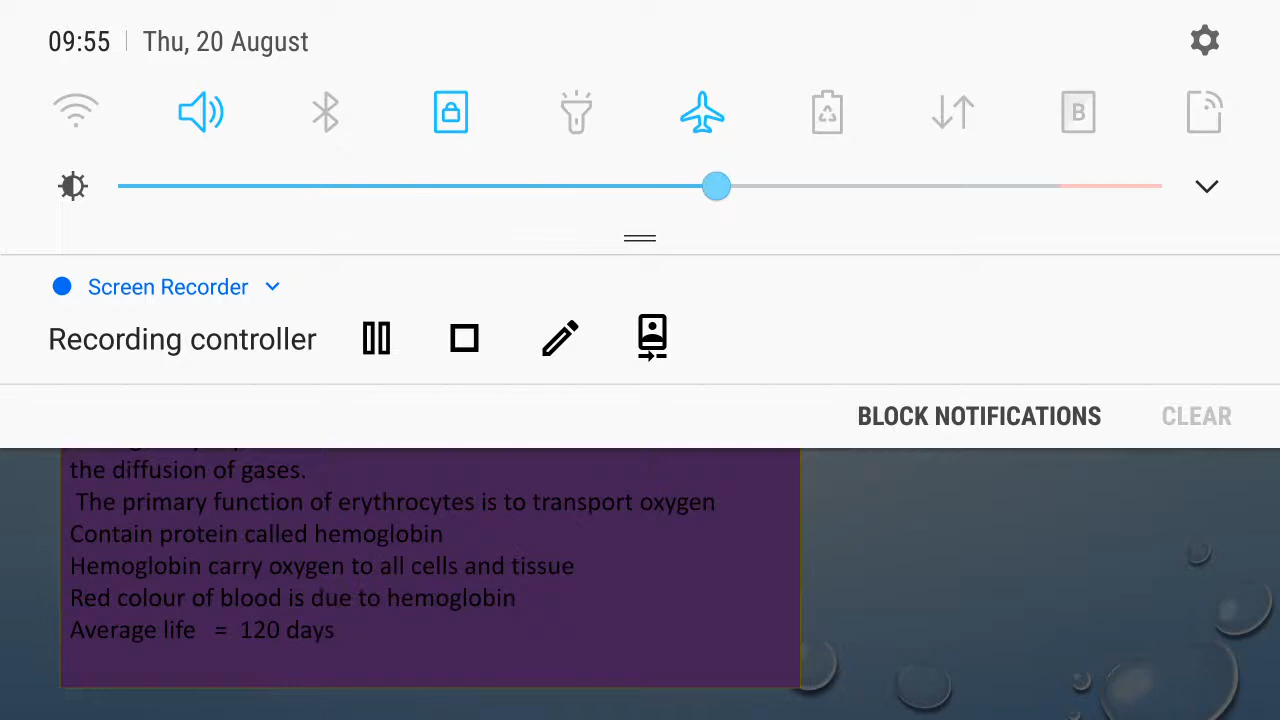 09:55 Thu, 20 August
B
Screen Recorder
Recording controller
BLOCK NOTIFICATIONS CLEAR
the diffusion of gases.
The primary function of erythrocytes is to transport oxygen
Contain protein called hemoglobin
Hemoglobin carry oxygen to all cells and tissue
Red colour of blood is due to hemoglobin
Average life = 120 days